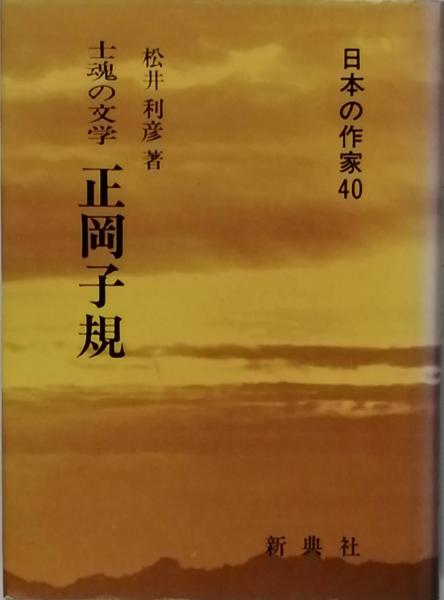 日本の作家40
松井利彦著
士魂の文学 正岡子規
新典社